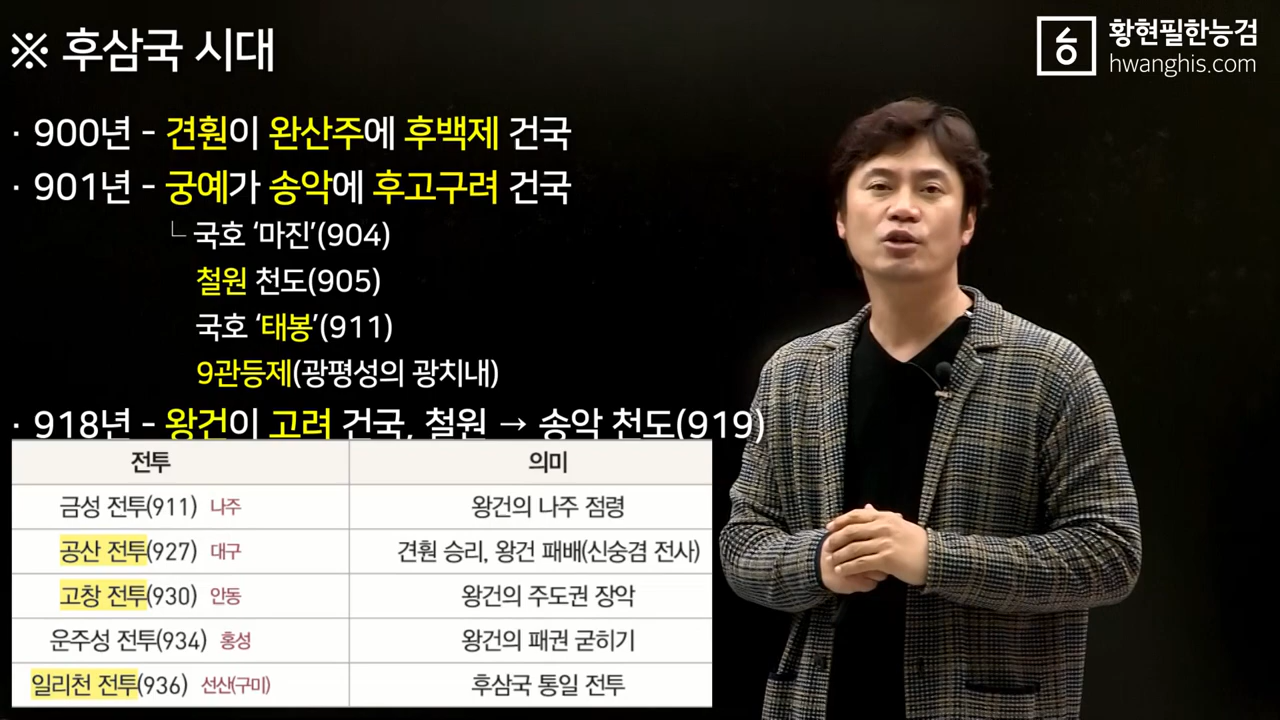 ※ 후삼국 시대
황현필한능검
hwanghis.com
· 900년 - 견훤이 완산주에 후백제 건국
· 901년 - 궁예가 송악에 후고구려 건국
└ 국호 ‘마진’(904)
철원 천도(905)
국호 ‘태봉’(911)
9관등제(광평성의 광치내)
· 918년 - 왕건이 고려 건국, 철원 → 송악 천도(919)
전투 의미
금성 전투(911) 나주 왕건의 나주 점령
공산 전투(927) 대구 견훤 승리, 왕건 패배(신숭겸 전사)
고창 전투(930) 안동 왕건의 주도권 장악
운주성 전투(934) 홍성 왕건의 패권 굳히기
일리천 전투(936) 선산(구미) 후삼국 통일 전투